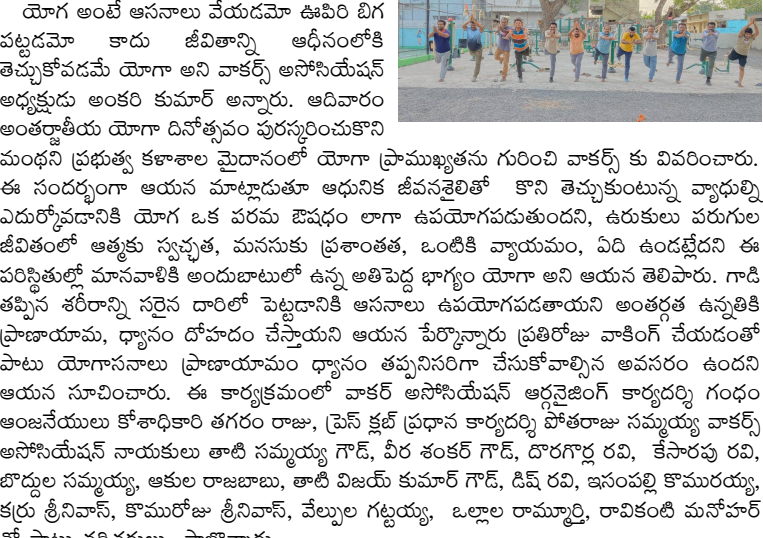 యోగ అంటే ఆసనాలు వేయడమో ఊపిరి బిగ
పట్టడమో కాదు జీవితాన్ని ఆధీనంలోకి
తెచ్చుకోవడమే యోగా అని వాకర్స్ అసోసియేషన్
అధ్యక్షుడు అంకరి కుమార్ అన్నారు. ఆదివారం
అంతర్జాతీయ యోగా దినోత్సవం పురస్కరించుకొని
మంథని ప్రభుత్వ కళాశాల మైదానంలో యోగా ప్రాముఖ్యతను గురించి వాకర్స్ కు వివరించారు.
ఈ సందర్భంగా ఆయన మాట్లాడుతూ ఆధునిక జీవనశైలితో కొని తెచ్చుకుంటున్న వ్యాధుల్ని
ఎదుర్కోవడానికి యోగ ఒక పరమ ఔషధం లాగా ఉపయోగపడుతుందని, ఉరుకులు పరుగుల
జీవితంలో ఆత్మకు స్వచ్ఛత, మనసుకు ప్రశాంతత, ఒంటికి వ్యాయమం, ఏది ఉండట్లేదని ఈ
పరిస్థితుల్లో మానవాళికి అందుబాటులో ఉన్న అతిపెద్ద భాగ్యం యోగా అని ఆయన తెలిపారు. గాడి
తప్పిన శరీరాన్ని సరైన దారిలో పెట్టడానికి ఆసనాలు ఉపయోగపడతాయని అంతర్గత ఉన్నతికి
ప్రాణాయామ, ధ్యానం దోహదం చేస్తాయని ఆయన పేర్కొన్నారు ప్రతిరోజు వాకింగ్ చేయడంతో
పాటు యోగాసనాలు ప్రాణాయామం ధ్యానం తప్పనిసరిగా చేసుకోవాల్సిన అవసరం ఉందని
ఆయన సూచించారు. ఈ కార్యక్రమంలో వాకర్ అసోసియేషన్ ఆర్గనైజింగ్ కార్యదర్శి గంధం
ఆంజనేయులు కోశాధికారి తగరం రాజు, ప్రెస్ క్లబ్ ప్రధాన కార్యదర్శి పోతరాజు సమ్మయ్య వాకర్స్
అసోసియేషన్ నాయకులు తాటి సమ్మయ్య గౌడ్, వీర శంకర్ గౌడ్, దొరగొర్ల రవి, కేసారపు రవి,
బొద్దుల సమ్మయ్య, ఆకుల రాజబాబు, తాటి విజయ్ కుమార్ గౌడ్, డిష్ రవి, ఇసంపల్లి కొమురయ్య,
కర్రు శ్రీనివాస్, కొమురోజు శ్రీనివాస్, వేల్పుల గట్టయ్య, ఒల్లాల రామ్మూర్తి, రావికంటి మనోహర్